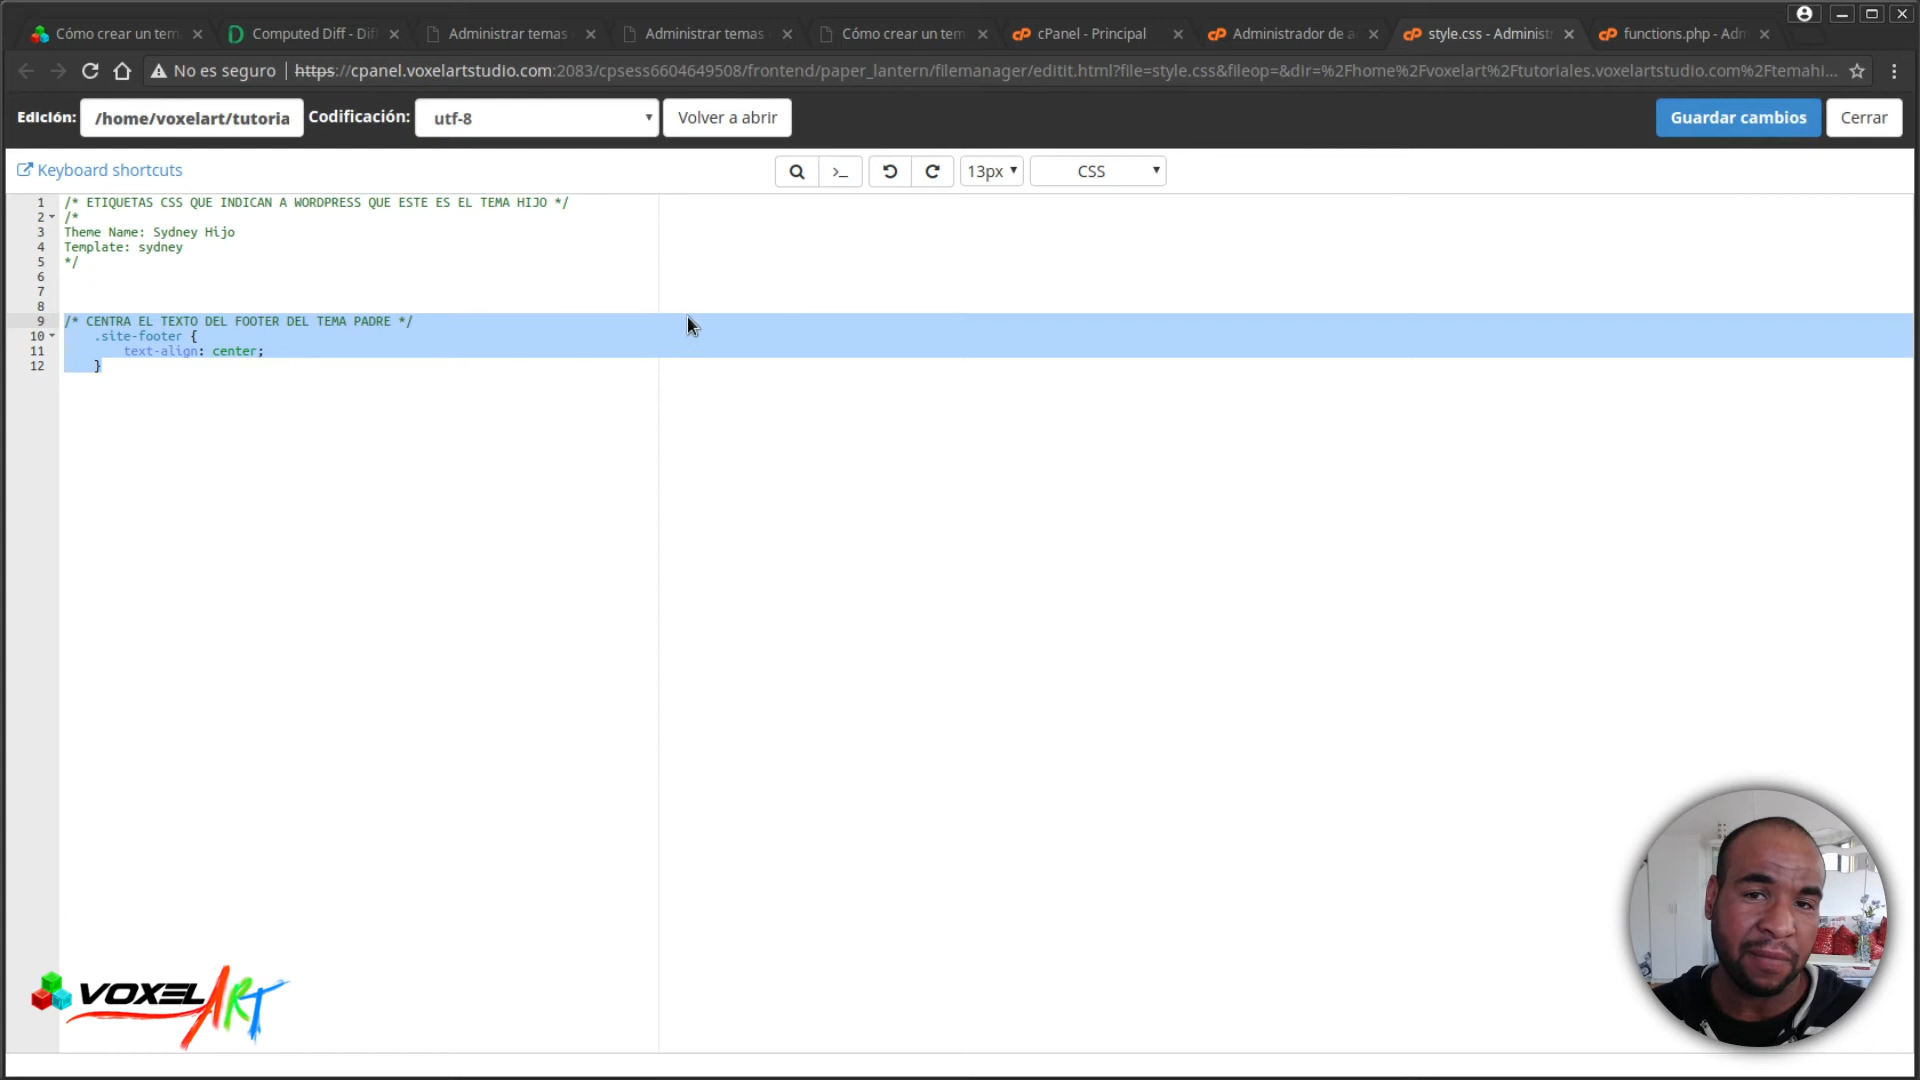 Cómo crear un tem
Computed Diff - Dif
Administrar temas
Administrar temas
Cómo crear un tem
cPanel - Principal
Administrador de a
style.css - Administ
functions.php - Adm
No es seguro
https://cpanel.voxelartstudio.com:2083/cpsess6604649508/frontend/paper_lantern/filemanager/editit.html?file=style.css&fileop=&dir=%2Fhome%2Fvoxelart%2Ftutoriales.voxelartstudio.com%2Ftemahi...
Edición: /home/voxelart/tutoria Codificación: utf-8 Volver a abrir Guardar cambios Cerrar
Keyboard shortcuts >_ 13px CSS
1 /* ETIQUETAS CSS QUE INDICAN A WORDPRESS QUE ESTE ES EL TEMA HIJO */
2 /*
3 Theme Name: Sydney Hijo
4 Template: sydney
5 */
6
7
8
9 /* CENTRA EL TEXTO DEL FOOTER DEL TEMA PADRE */
10 .site-footer {
11 text-align: center;
12 }
VOXELART